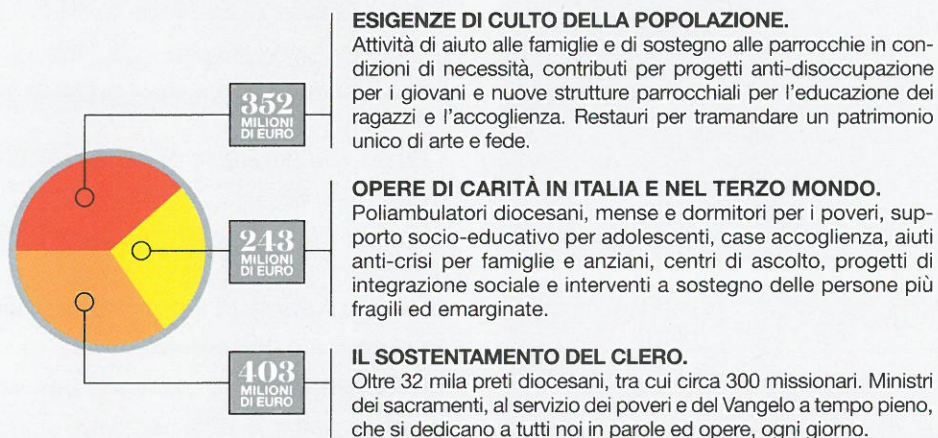 ESIGENZE DI CULTO DELLA POPOLAZIONE.
Attività di aiuto alle famiglie e di sostegno alle parrocchie in con-
dizioni di necessità, contributi per progetti anti-disoccupazione
per i giovani e nuove strutture parrocchiali per l'educazione dei
ragazzi e l'accoglienza. Restauri per tramandare un patrimonio
unico di arte e fede.
352
MILIONI
DI EURO
OPERE DI CARITÀ IN ITALIA E NEL TERZO MONDO.
Poliambulatori diocesani, mense e dormitori per i poveri, sup-
porto socio-educativo per adolescenti, case accoglienza, aiuti
anti-crisi per famiglie e anziani, centri di ascolto, progetti di
integrazione sociale e interventi a sostegno delle persone più
fragili ed emarginate.
243
MILIONI
DI EURO
IL SOSTENTAMENTO DEL CLERO.
Oltre 32 mila preti diocesani, tra cui circa 300 missionari. Ministri
dei sacramenti, al servizio dei poveri e del Vangelo a tempo pieno,
che si dedicano a tutti noi in parole ed opere, ogni giorno.
403
MILIONI
DI EURO